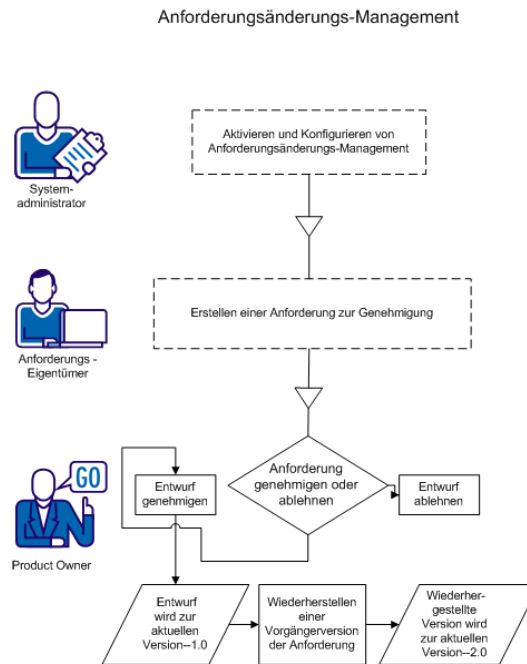 Anforderungsänderungs-Management
Aktivieren und Konfigurieren von
Anforderungsänderungs-Management
System-
administrator
Erstellen einer Anforderung zur Genehmigung
Anforderungs -
Eigentümer
GO
Product Owner
Entwurf
genehmigen
Anforderung
genehmigen oder
ablehnen
Entwurf
ablehnen
Entwurf
wird zur
aktuellen
Version--1.0
Wiederherstellen
einer
Vorgängerversion
der Anforderung
Wiederher-
gestellte
Version wird
zur aktuellen
Version--2.0